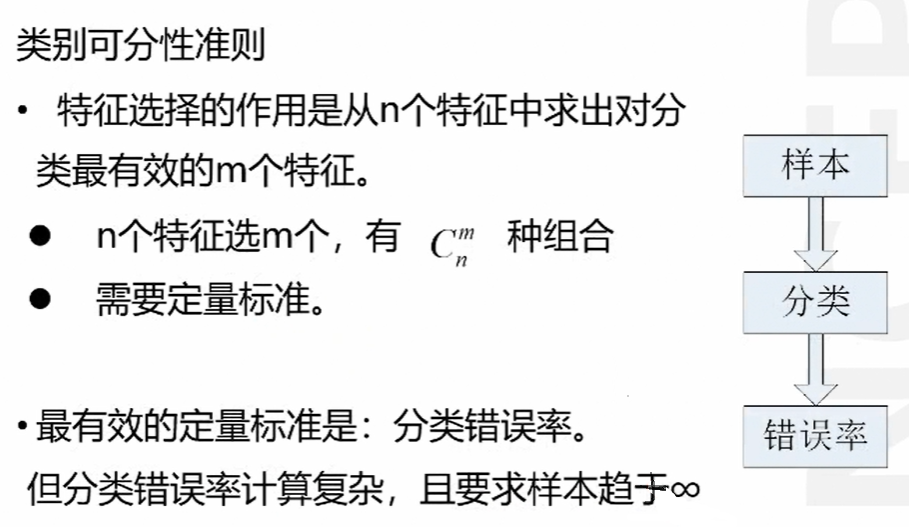 类别可分性准则
• 特征选择的作用是从n个特征中求出对分
类最有效的m个特征。
● n个特征选m个，有 C_n^m 种组合
● 需要定量标准。
•最有效的定量标准是：分类错误率。
但分类错误率计算复杂，且要求样本趋于∞
样本
分类
错误率